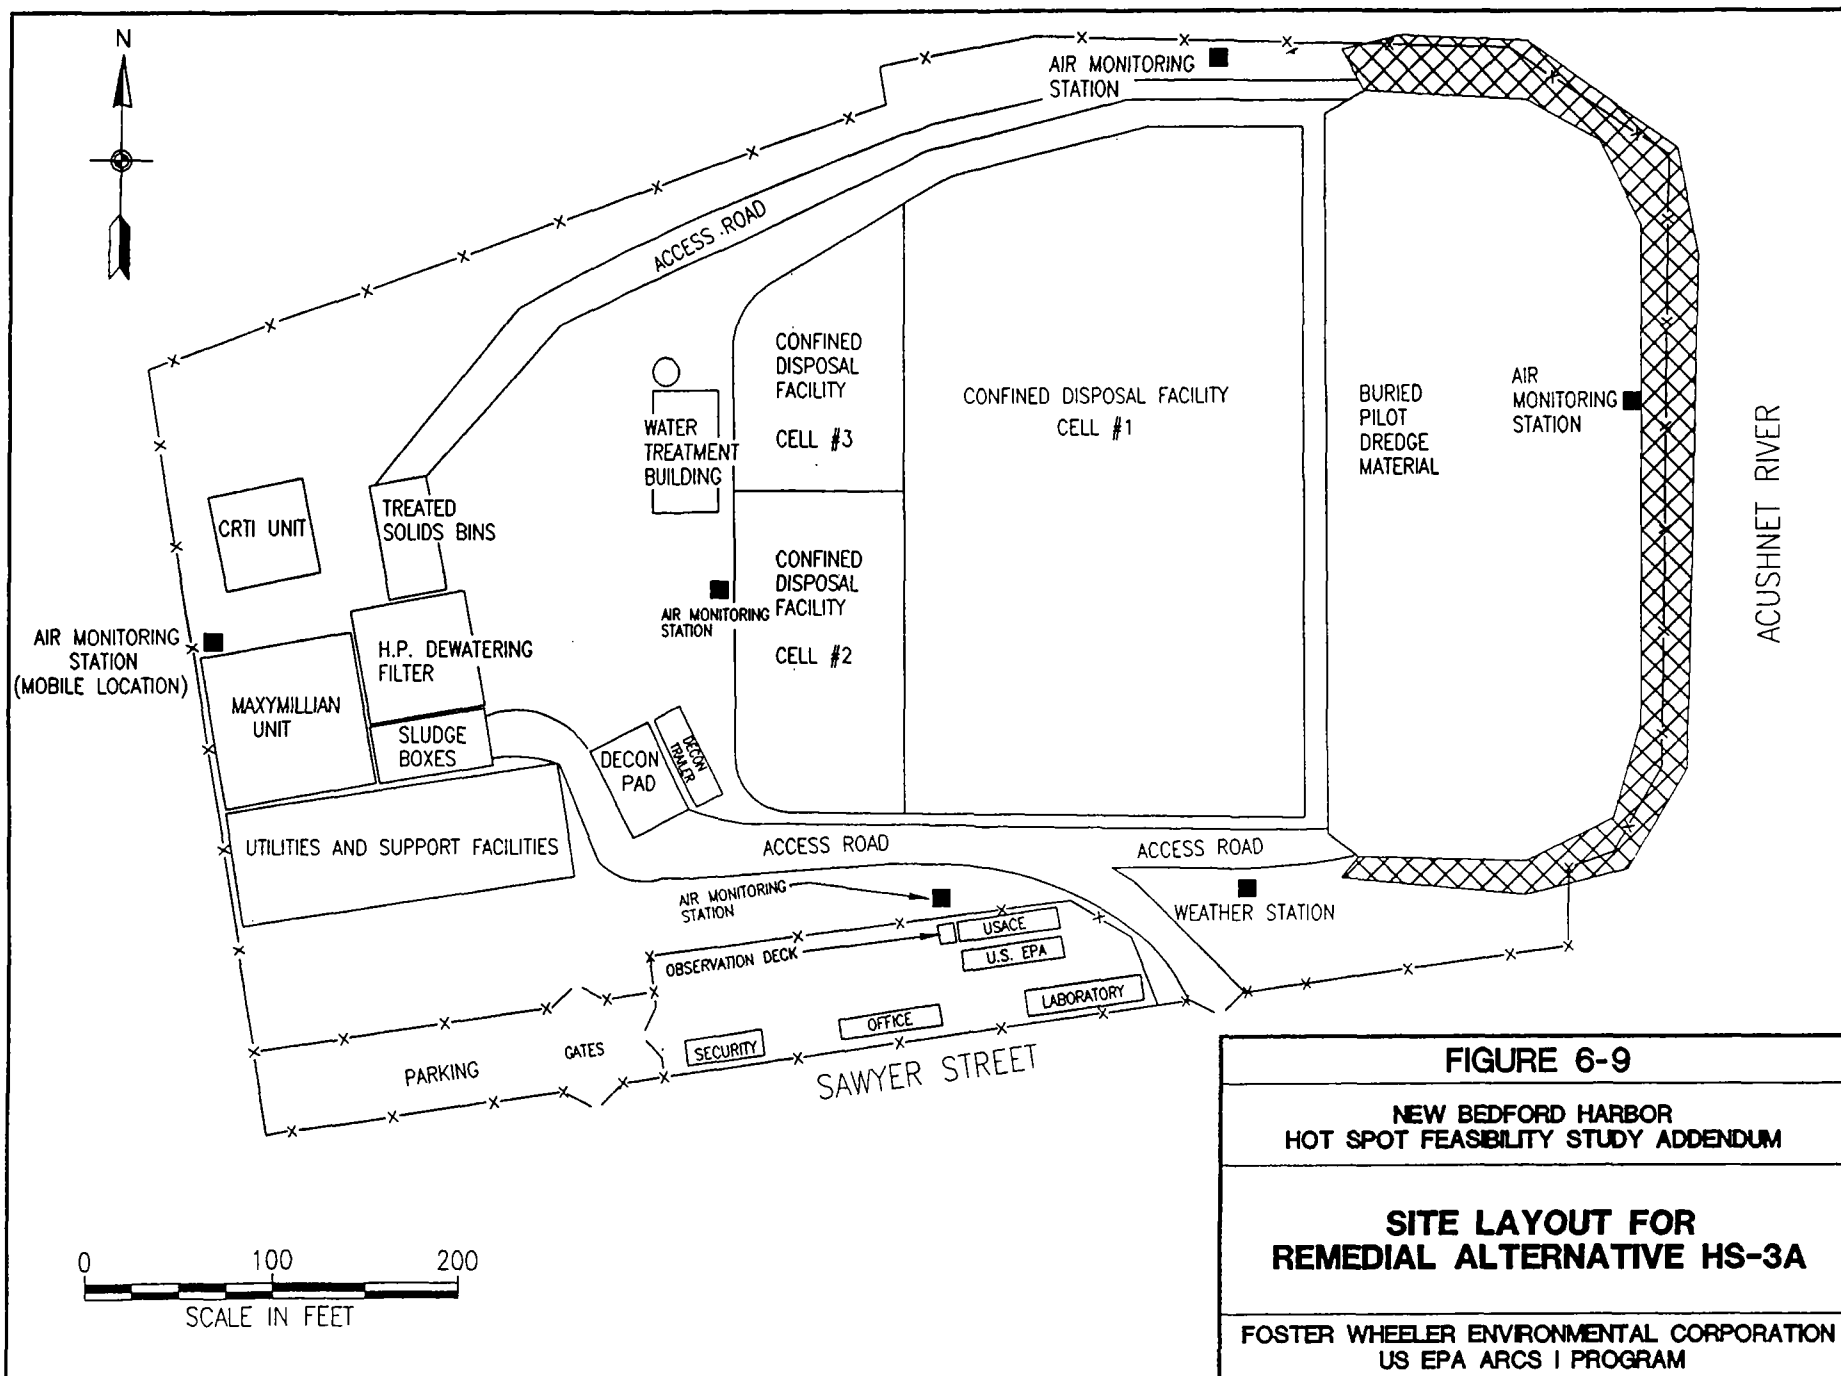 N
AIR MONITORING
STATION
ACCESS ROAD
CONFINED
DISPOSAL
FACILITY
CELL #3
CONFINED DISPOSAL FACILITY
CELL #1
BURIED
PILOT
DREDGE
MATERIAL
AIR
MONITORING
STATION
ACUSHNET RIVER
WATER
TREATMENT
BUILDING
CRTI UNIT
TREATED
SOLIDS BINS
CONFINED
DISPOSAL
FACILITY
CELL #2
AIR MONITORING
STATION
AIR MONITORING
STATION
(MOBILE LOCATION)
H.P. DEWATERING
FILTER
MAXYMILLIAN
UNIT
SLUDGE
BOXES
DECON
PAD
DECON
TRAILER
UTILITIES AND SUPPORT FACILITIES
ACCESS ROAD
ACCESS ROAD
AIR MONITORING
STATION
WEATHER STATION
OBSERVATION DECK
USACE
U.S. EPA
LABORATORY
OFFICE
SECURITY
GATES
PARKING
SAWYER STREET
0 100 200
SCALE IN FEET
FIGURE 6-9
NEW BEDFORD HARBOR
HOT SPOT FEASIBILITY STUDY ADDENDUM
SITE LAYOUT FOR
REMEDIAL ALTERNATIVE HS-3A
FOSTER WHEELER ENVIRONMENTAL CORPORATION
US EPA ARCS I PROGRAM